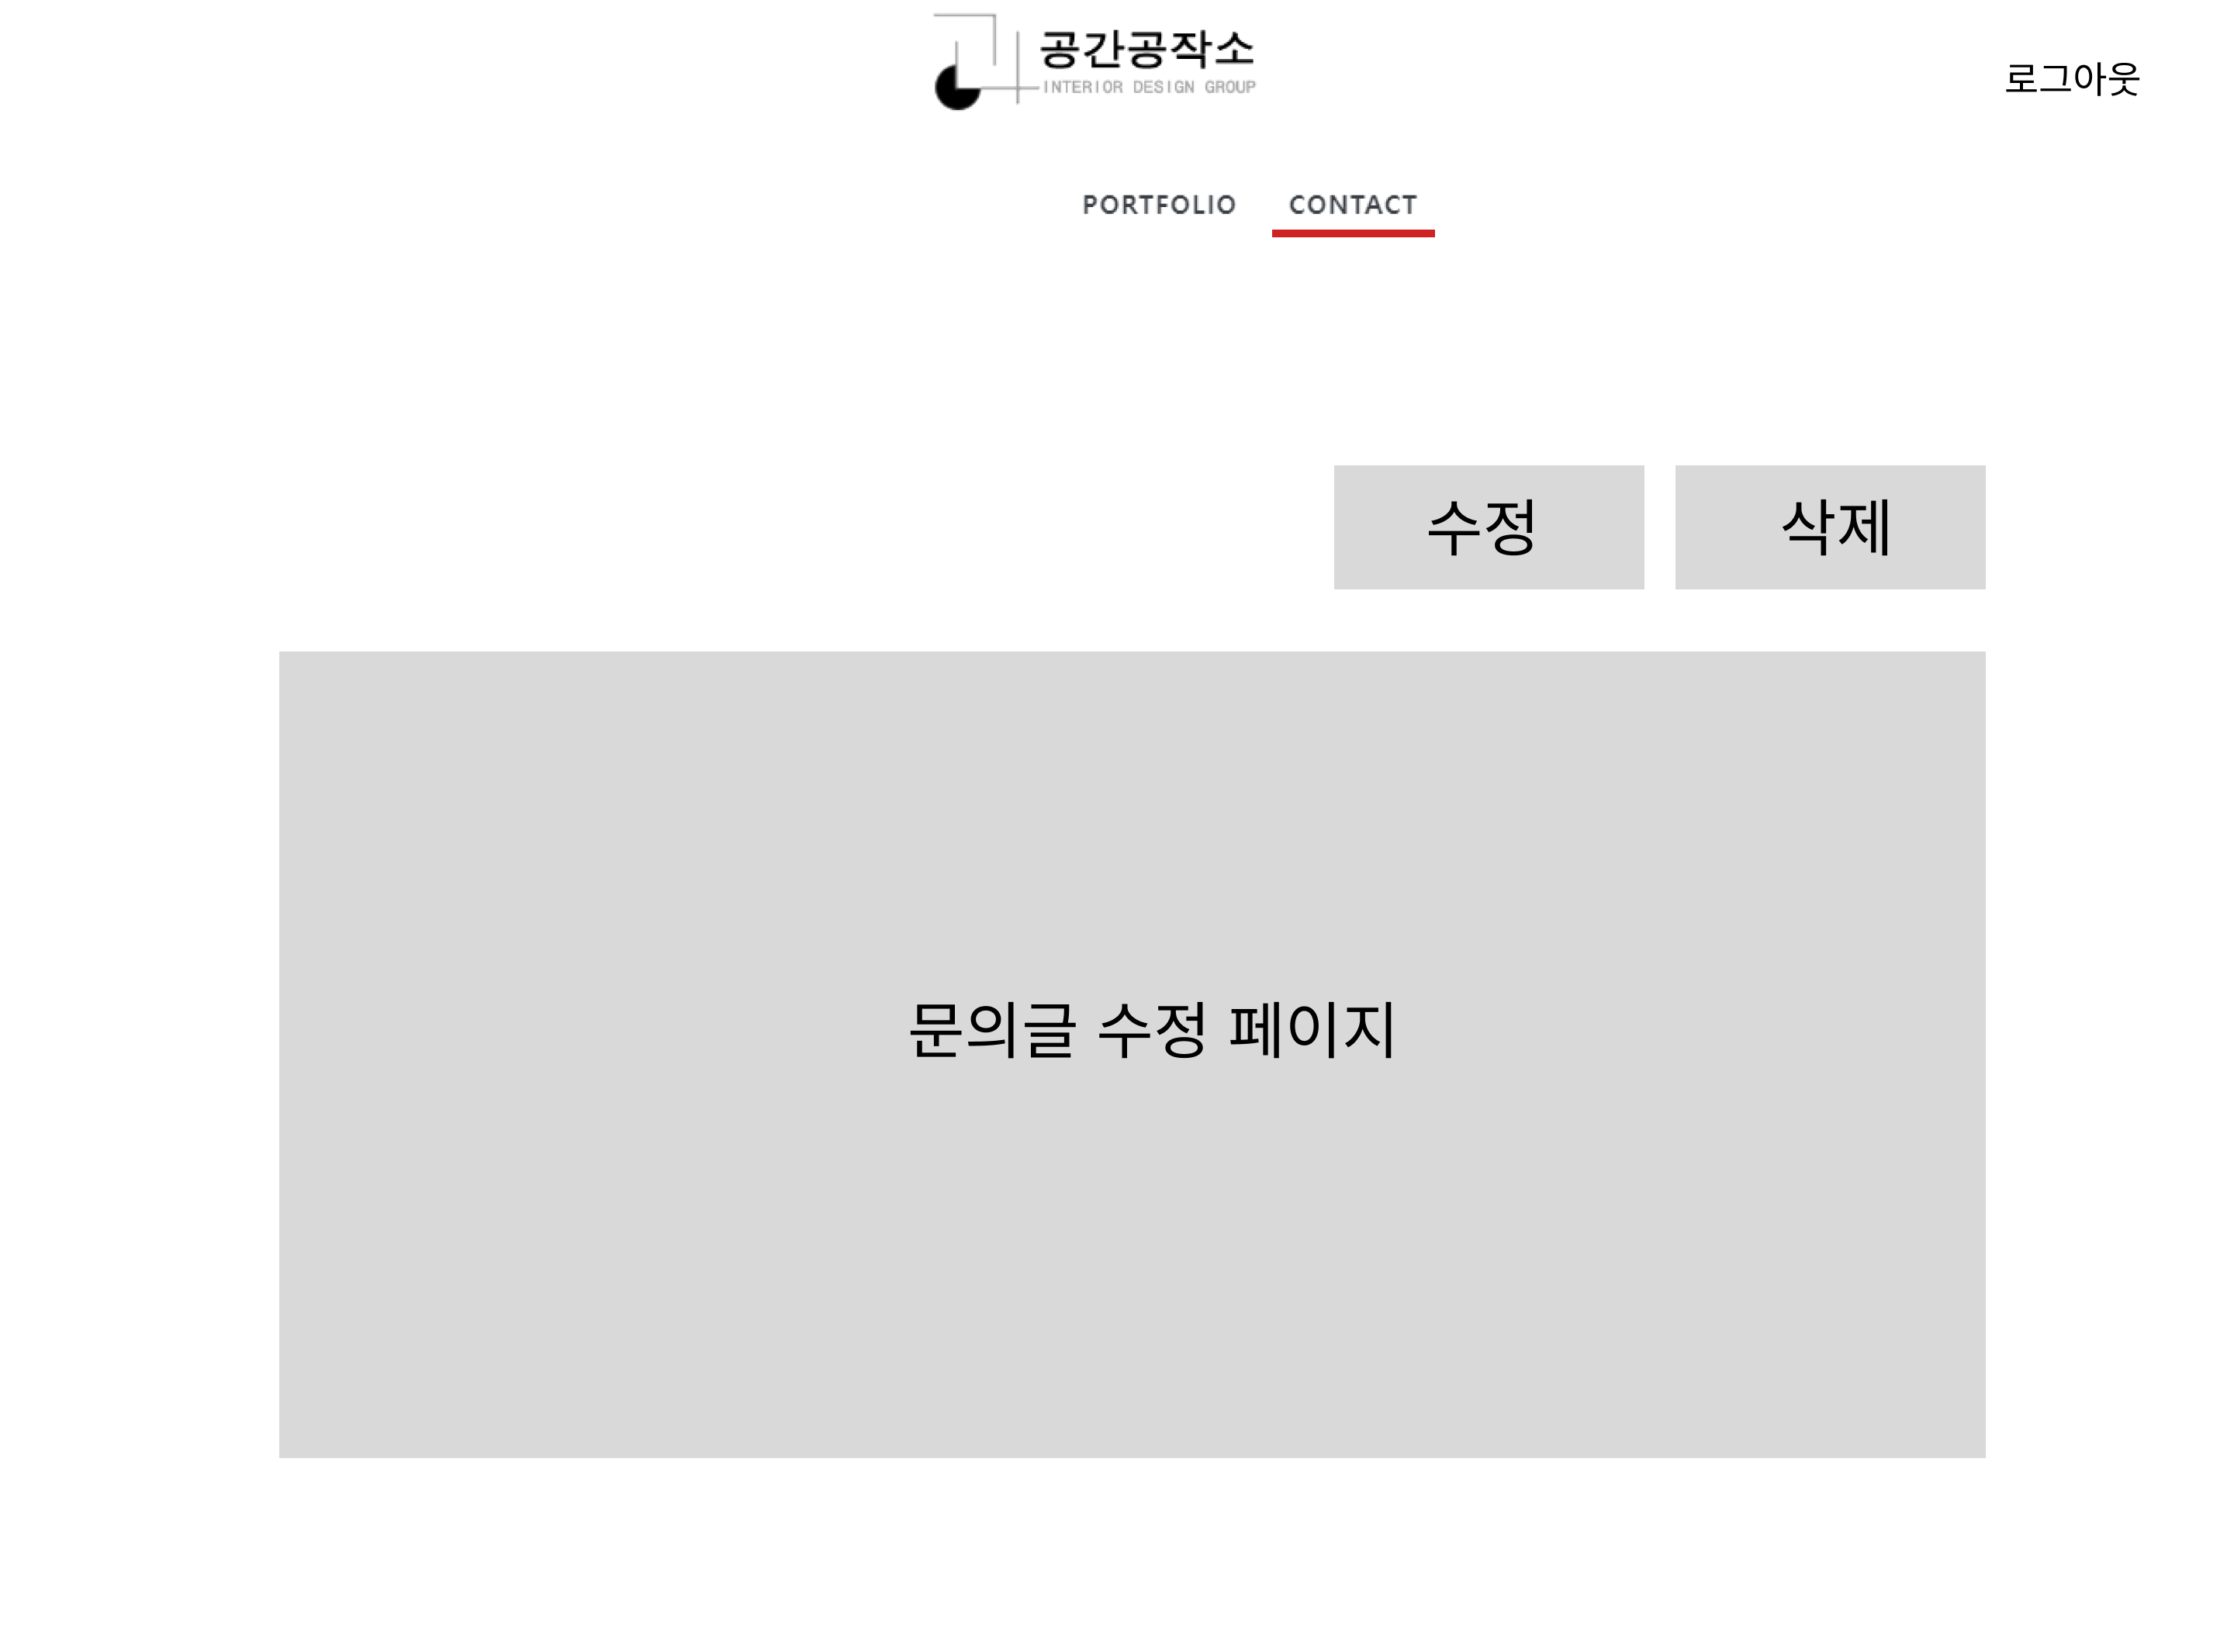 공간공작소
INTERIOR DESIGN GROUP
로그아웃
PORTFOLIO CONTACT
수정 삭제
문의글 수정 페이지